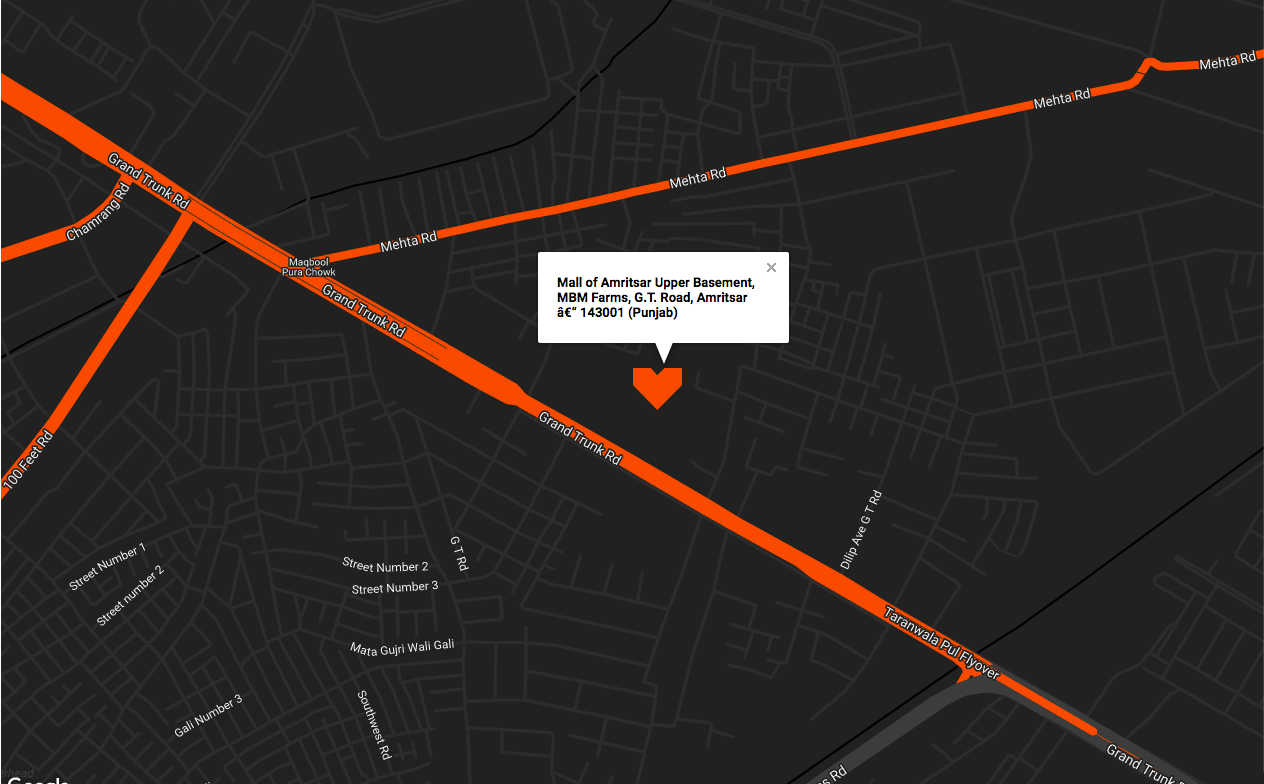 Mehta Rd
Mehta Rd
Grand Trunk Rd
Mehta Rd
Chamrang Rd
Mehta Rd
Maqbool
Pura Chowk
×
Mall of Amritsar Upper Basement,
MBM Farms, G.T. Road, Amritsar
â€“ 143001 (Punjab)
Grand Trunk Rd
Grand Trunk Rd
100 Feet Rd
Dilip Ave G T Rd
G T Rd
Street Number 1
Street Number 2
Street number 2
Street Number 3
Taranwala Pul Flyover
Mata Gujri Wali Gali
Gali Number 3
Southwest Rd
Grand Trunk
Rd
Google